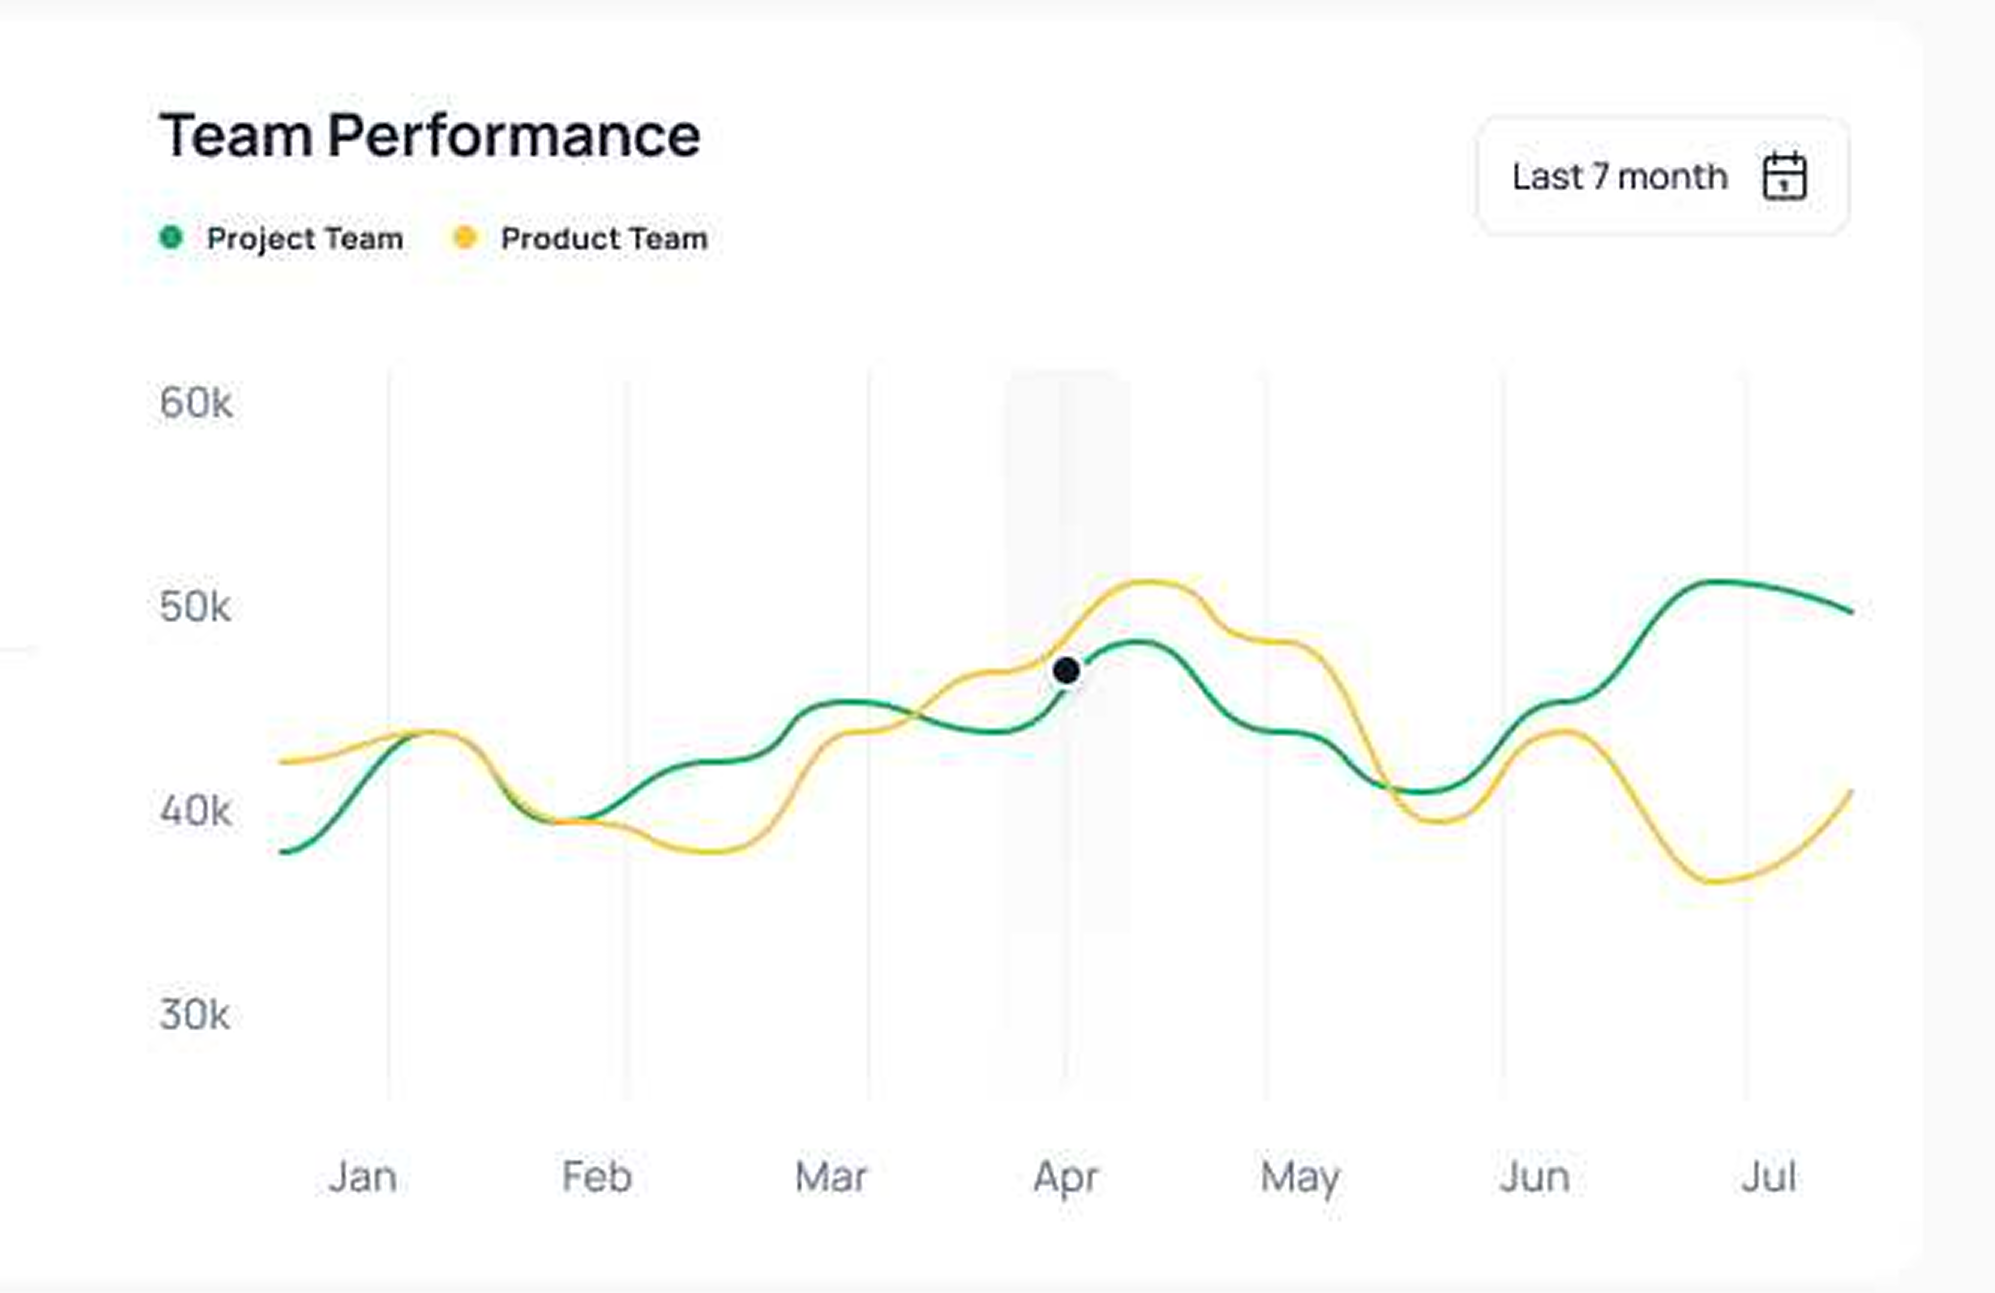 Team Performance
Last 7 month
Project Team
Product Team
60k
50k
40k
30k
Jan Feb Mar Apr May Jun Jul